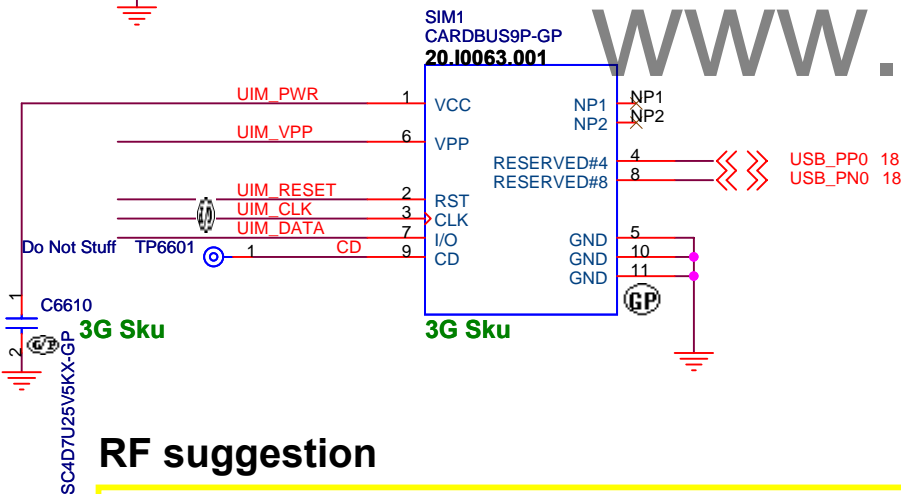 WWW.
SIM1
CARDBUS9P-GP
20.I0063.001
UIM_PWR 1 VCC NP1 NP1
NP2 NP2
UIM_VPP 6 VPP
RESERVED#4 4 USB_PP0 18
RESERVED#8 8 USB_PN0 18
UIM_RESET 2 RST
UIM_CLK 3 CLK
UIM_DATA 7 I/O GND 5
Do Not Stuff TP6601 1 CD 9 CD GND 10
GND 11
GP
1
C6610
G/P
2
3G Sku 3G Sku
SC4D7U25V5KX-GP
RF suggestion